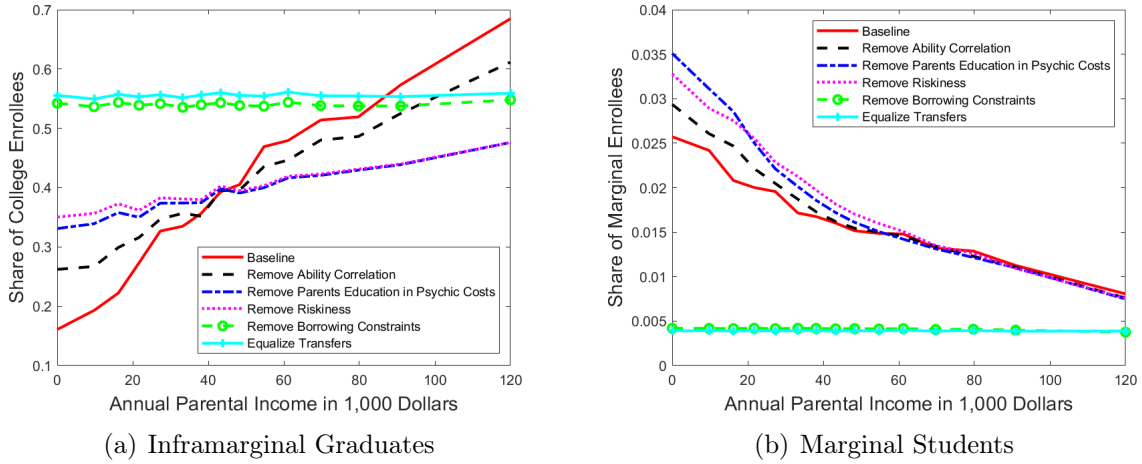 0.7
0.6
0.5
0.4
0.3
0.2
0.1
Share of College Enrollees
Baseline
Remove Ability Correlation
Remove Parents Education in Psychic Costs
Remove Riskiness
Remove Borrowing Constraints
Equalize Transfers
0 20 40 60 80 100 120
Annual Parental Income in 1,000 Dollars
(a) Inframarginal Graduates
0.04
0.035
0.03
0.025
0.02
0.015
0.01
0.005
0
Share of Marginal Enrollees
Baseline
Remove Ability Correlation
Remove Parents Education in Psychic Costs
Remove Riskiness
Remove Borrowing Constraints
Equalize Transfers
0 20 40 60 80 100 120
Annual Parental Income in 1,000 Dollars
(b) Marginal Students